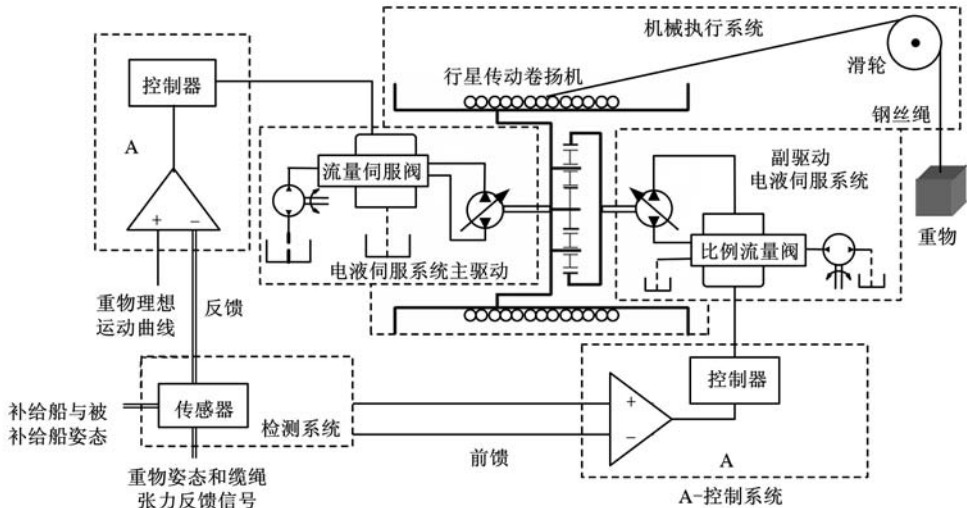 机械执行系统
控制器
行星传动卷扬机
滑轮
钢丝绳
A
流量伺服阀
副驱动
电液伺服系统
+
−
比例流量阀
重物
电液伺服系统主驱动
重物理想
运动曲线
反馈
控制器
补给船与被
补给船姿态
传感器
检测系统
+
−
前馈
A
重物姿态和缆绳
张力反馈信号
A-控制系统